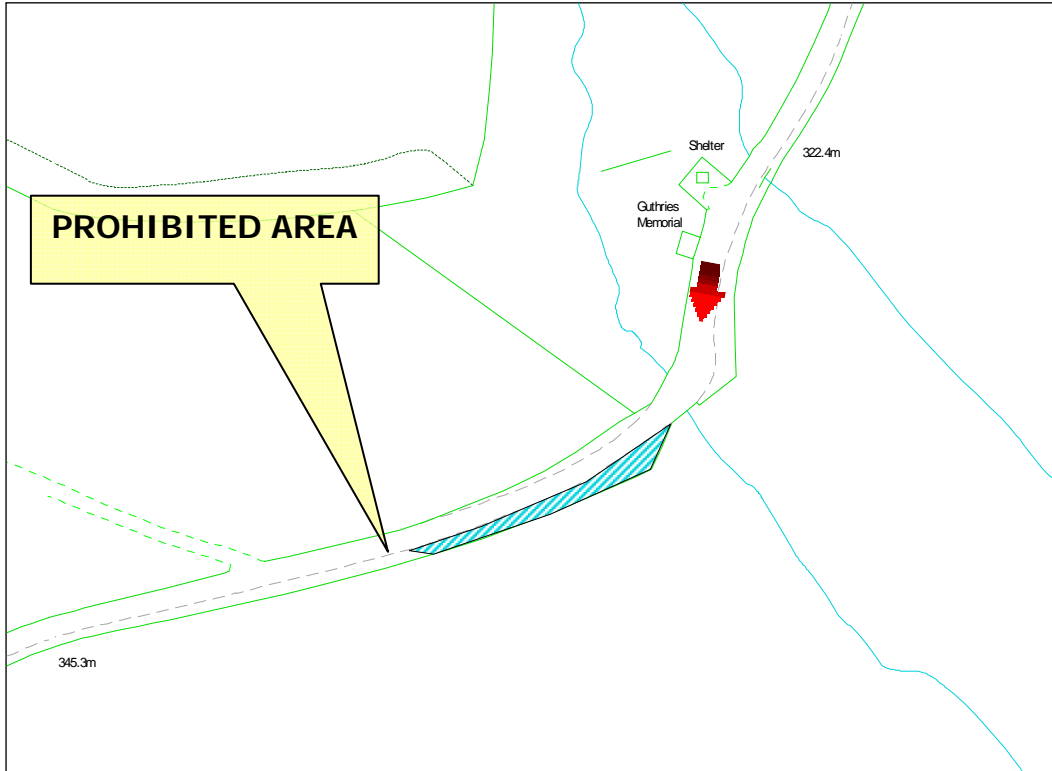 Shelter
322.4m
Guthries
Memorial
PROHIBITED AREA
345.3m